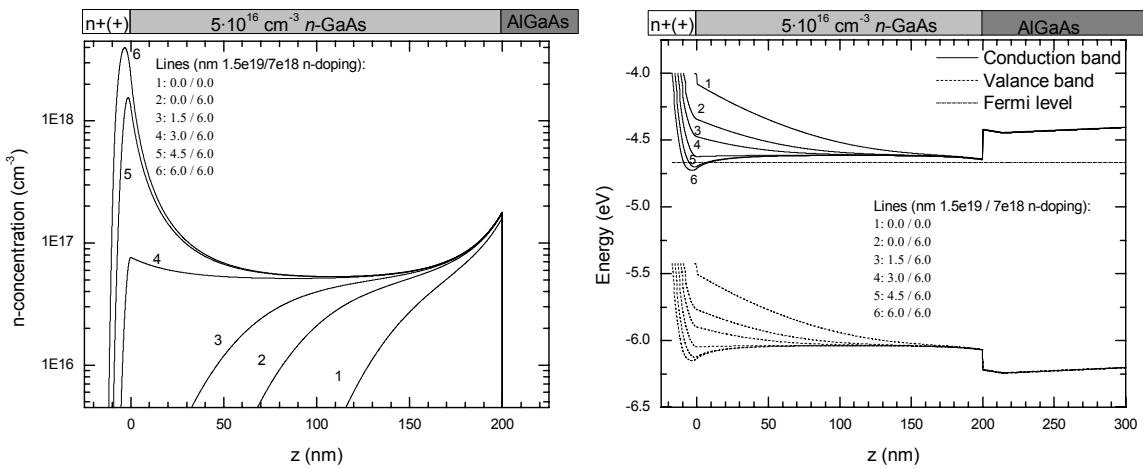 n+(+)
5·10¹⁶ cm⁻³ n-GaAs
AlGaAs
Lines (nm 1.5e19/7e18 n-doping):
1: 0.0 / 0.0
2: 0.0 / 6.0
3: 1.5 / 6.0
4: 3.0 / 6.0
5: 4.5 / 6.0
6: 6.0 / 6.0
6
5
4
3
2
1
1E18
1E17
1E16
n-concentration (cm⁻³)
0
50
100
150
200
z (nm)
n+(+)
5·10¹⁶ cm⁻³ n-GaAs
AlGaAs
Conduction band
Valance band
Fermi level
1
2
3
4
5
6
Lines (nm 1.5e19 / 7e18 n-doping):
1: 0.0 / 0.0
2: 0.0 / 6.0
3: 1.5 / 6.0
4: 3.0 / 6.0
5: 4.5 / 6.0
6: 6.0 / 6.0
-4.0
-4.5
-5.0
-5.5
-6.0
-6.5
Energy (eV)
0
50
100
150
200
250
300
z (nm)